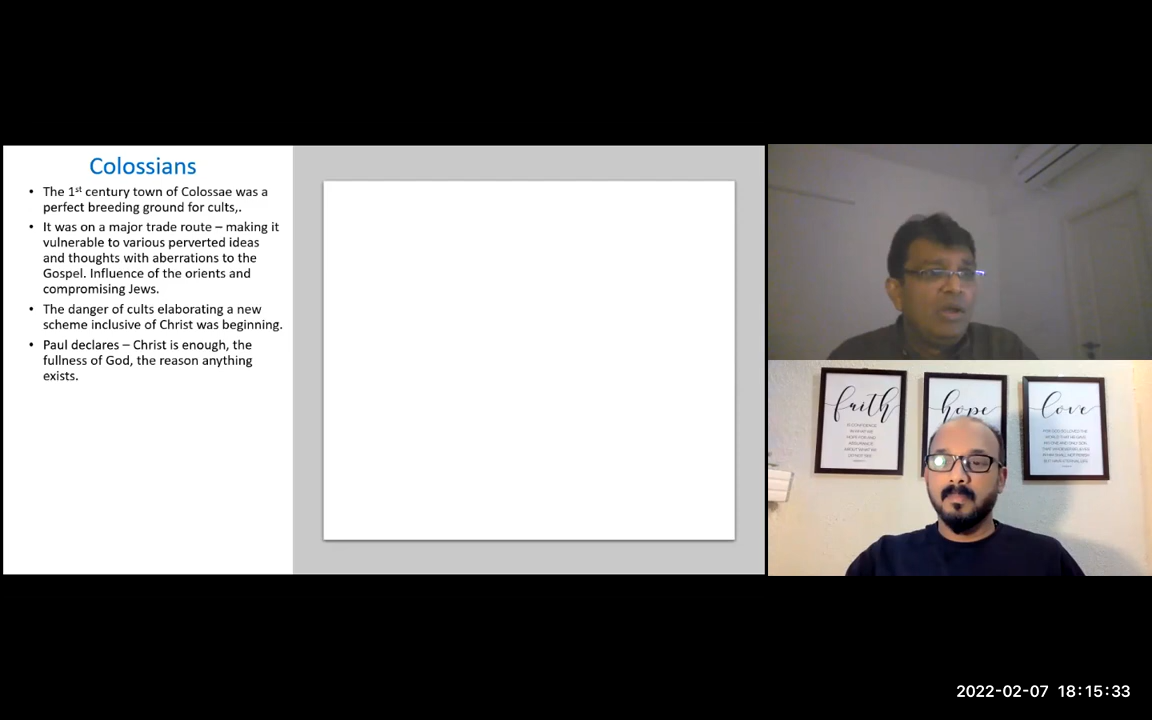 Colossians
• The 1st century town of Colossae was a
perfect breeding ground for cults,.
• It was on a major trade route – making it
vulnerable to various perverted ideas
and thoughts with aberrations to the
Gospel. Influence of the orients and
compromising Jews.
• The danger of cults elaborating a new
scheme inclusive of Christ was beginning.
• Paul declares – Christ is enough, the
fullness of God, the reason anything
exists.
faith
hope
love
2022-02-07 18:15:33